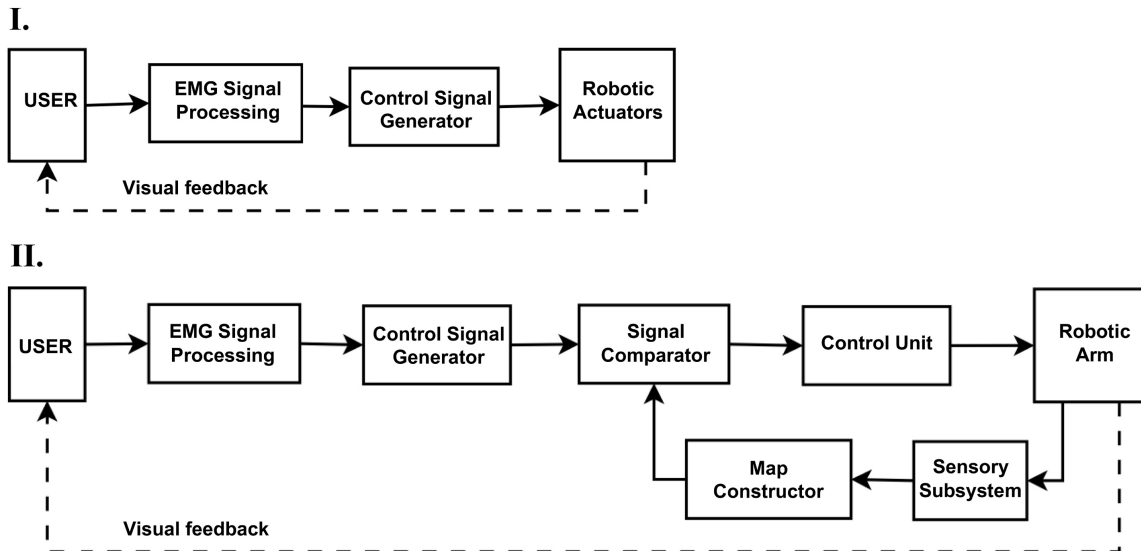 I.
USER
EMG Signal
Processing
Control Signal
Generator
Robotic
Actuators
Visual feedback
II.
USER
EMG Signal
Processing
Control Signal
Generator
Signal
Comparator
Control Unit
Robotic
Arm
Map
Constructor
Sensory
Subsystem
Visual feedback